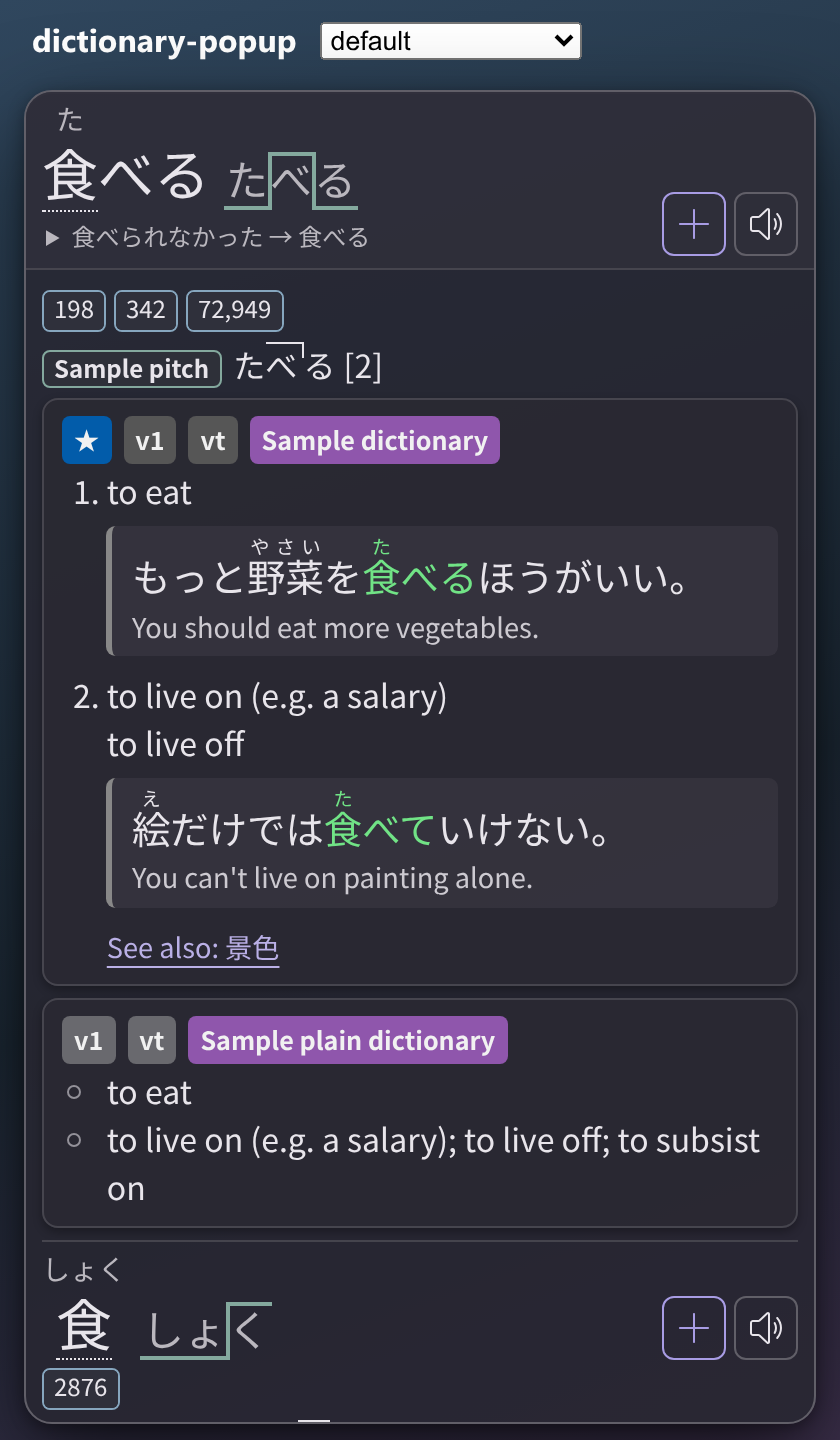 dictionary-popup default
た
食べる たべる
▶ 食べられなかった → 食べる
198 342 72,949
Sample pitch たべる [2]
★ v1 vt Sample dictionary
1. to eat
やさい た
もっと野菜を食べるほうがいい。
You should eat more vegetables.
2. to live on (e.g. a salary)
to live off
え た
絵だけでは食べていけない。
You can't live on painting alone.
See also: 景色
v1 vt Sample plain dictionary
to eat
to live on (e.g. a salary); to live off; to subsist
on
しょく
食 しょく
2876